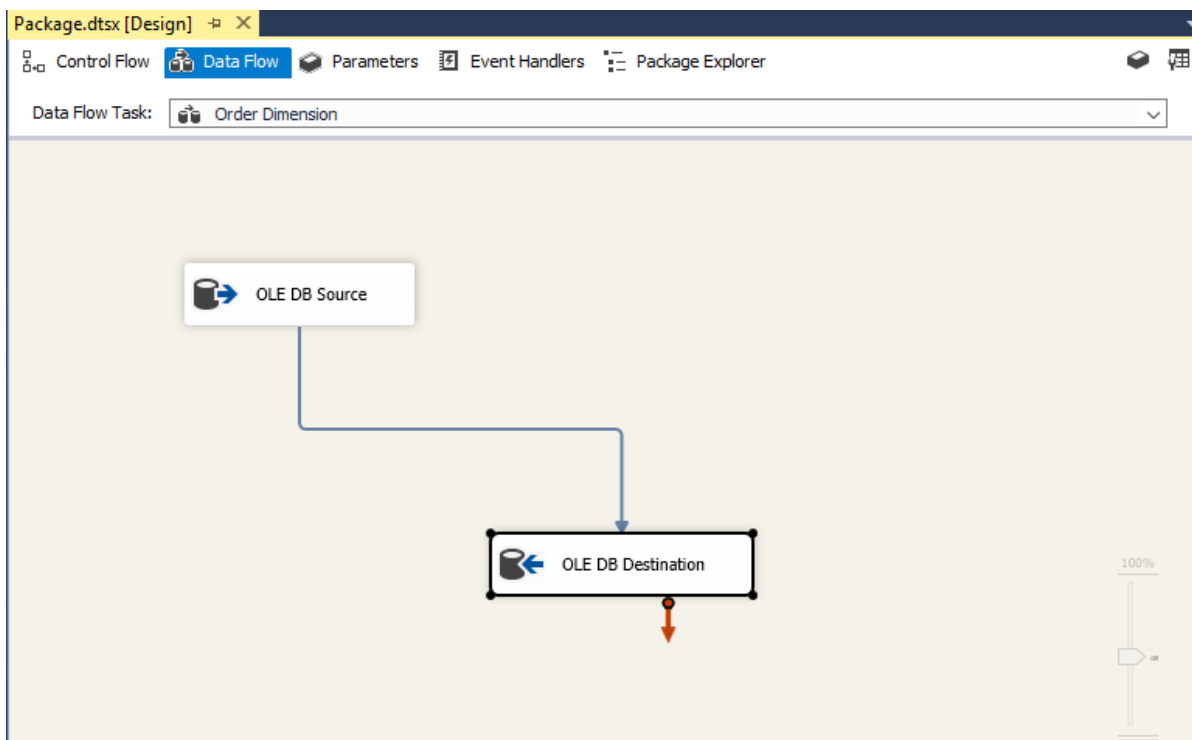 Package.dtsx [Design]
Control Flow Data Flow Parameters Event Handlers Package Explorer
Data Flow Task: Order Dimension
OLE DB Source
OLE DB Destination
100%